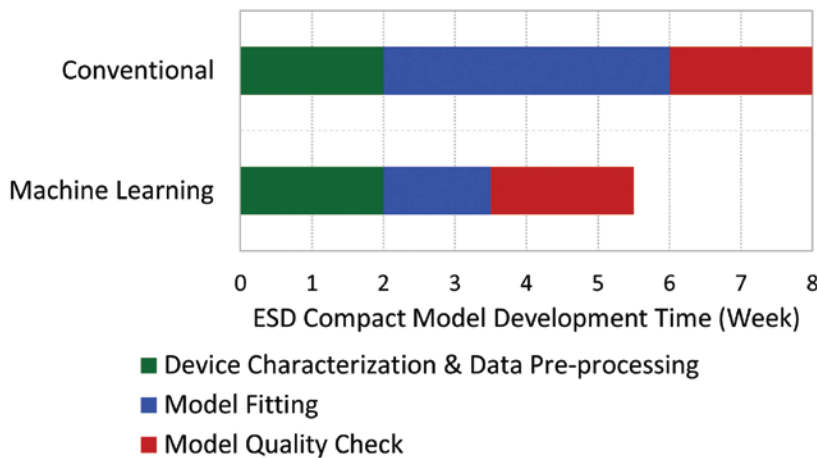 Conventional
Machine Learning
0 1 2 3 4 5 6 7 8
ESD Compact Model Development Time (Week)
Device Characterization & Data Pre-processing
Model Fitting
Model Quality Check